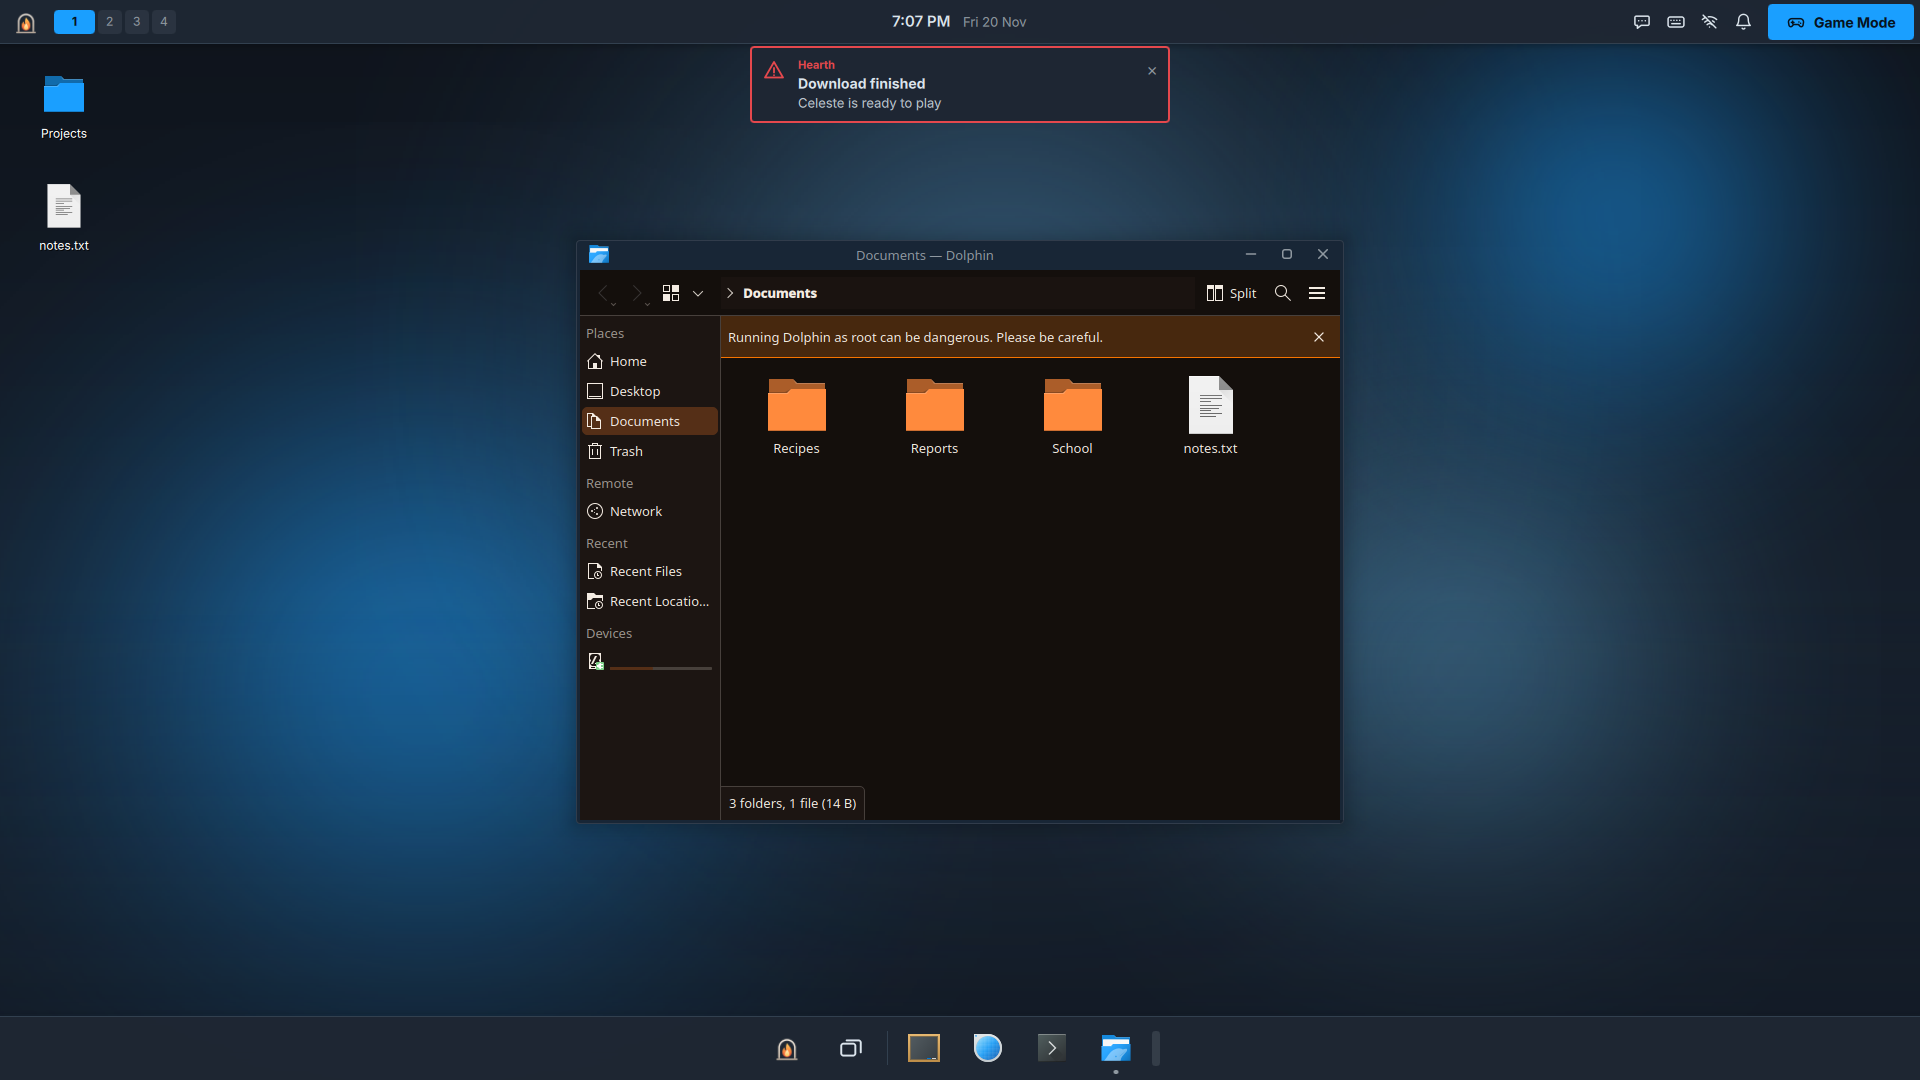 1 2 3 4
7:07 PM Fri 20 Nov
Game Mode
Hearth
Download finished
Celeste is ready to play
Projects
notes.txt
Documents — Dolphin
Documents
Split
Places
Home
Desktop
Documents
Trash
Remote
Network
Recent
Recent Files
Recent Locatio...
Devices
Running Dolphin as root can be dangerous. Please be careful.
Recipes
Reports
School
notes.txt
3 folders, 1 file (14 B)